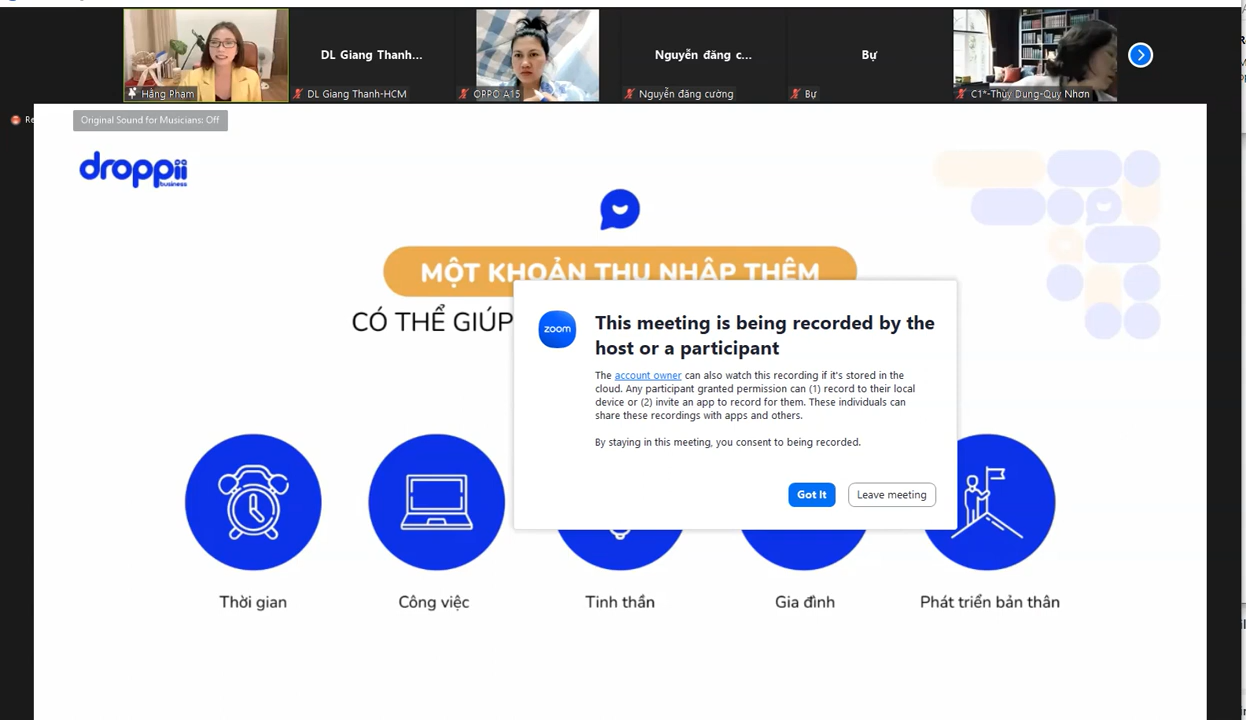 DL Giang Thanh...
Nguyễn đăng c...
Bự
Hằng Phạm
DL Giang Thanh-HCM
OPPO A15
Nguyễn đăng cường
Bự
C1*-Thùy Dung-Quy Nhơn
Re
Original Sound for Musicians: Off
droppii
business
MỘT KHOẢN THU NHẬP THÊM
CÓ THỂ GIÚP
zoom
This meeting is being recorded by the
host or a participant
The account owner can also watch this recording if it's stored in the
cloud. Any participant granted permission can (1) record to their local
device or (2) invite an app to record for them. These individuals can
share these recordings with apps and others.
By staying in this meeting, you consent to being recorded.
Got It
Leave meeting
Thời gian
Công việc
Tinh thần
Gia đình
Phát triển bản thân